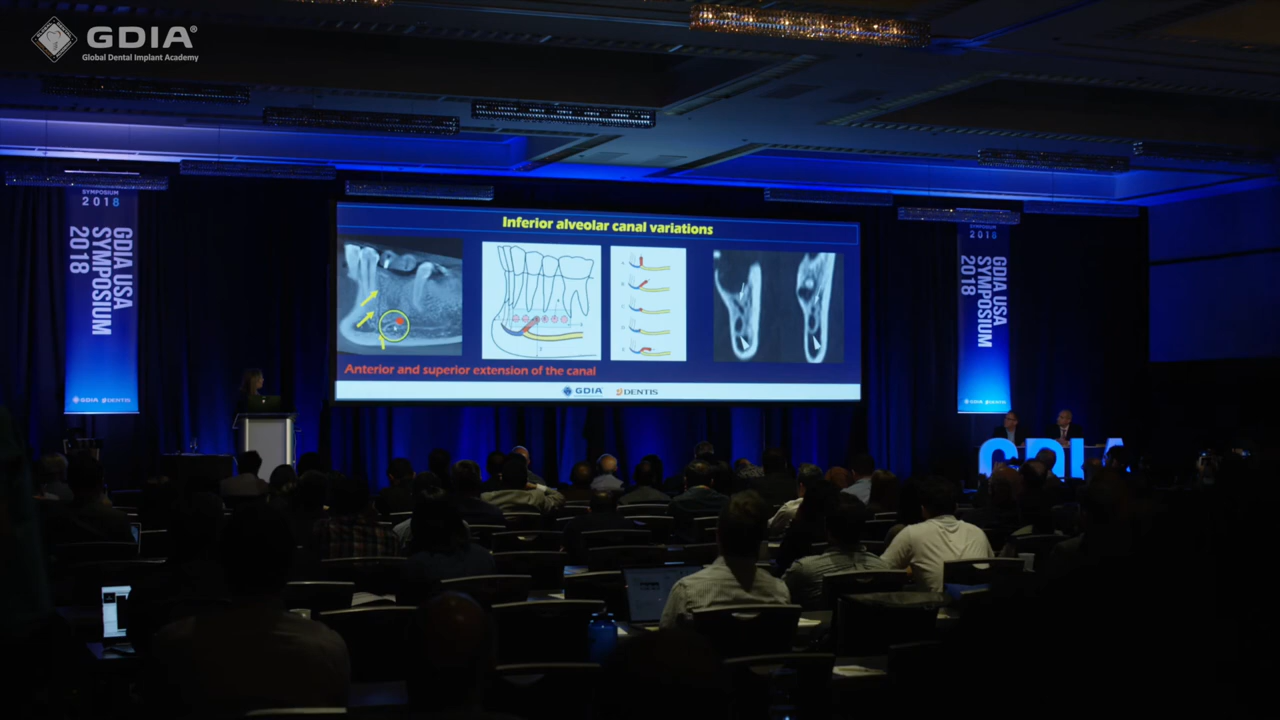 GDIA®
Global Dental Implant Academy
SYMPOSIUM
2018
GDIA USA
SYMPOSIUM
2018
GDIA DENTIS
Inferior alveolar canal variations
Anterior and superior extension of the canal
GDIA DENTIS
SYMPOSIUM
2018
GDIA USA
SYMPOSIUM
2018
GDIA DENTIS
GDIA